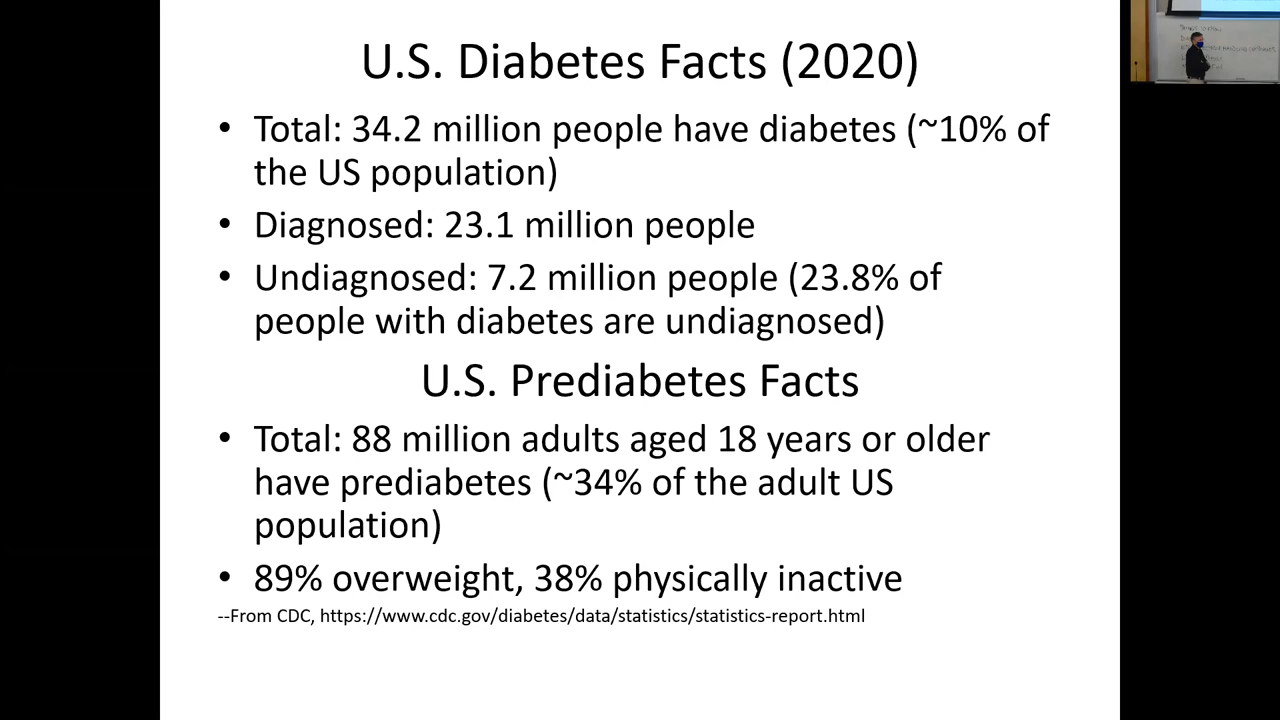 U.S. Diabetes Facts (2020)
• Total: 34.2 million people have diabetes (~10% of
the US population)
• Diagnosed: 23.1 million people
• Undiagnosed: 7.2 million people (23.8% of
people with diabetes are undiagnosed)
U.S. Prediabetes Facts
• Total: 88 million adults aged 18 years or older
have prediabetes (~34% of the adult US
population)
• 89% overweight, 38% physically inactive
--From CDC, https://www.cdc.gov/diabetes/data/statistics/statistics-report.html